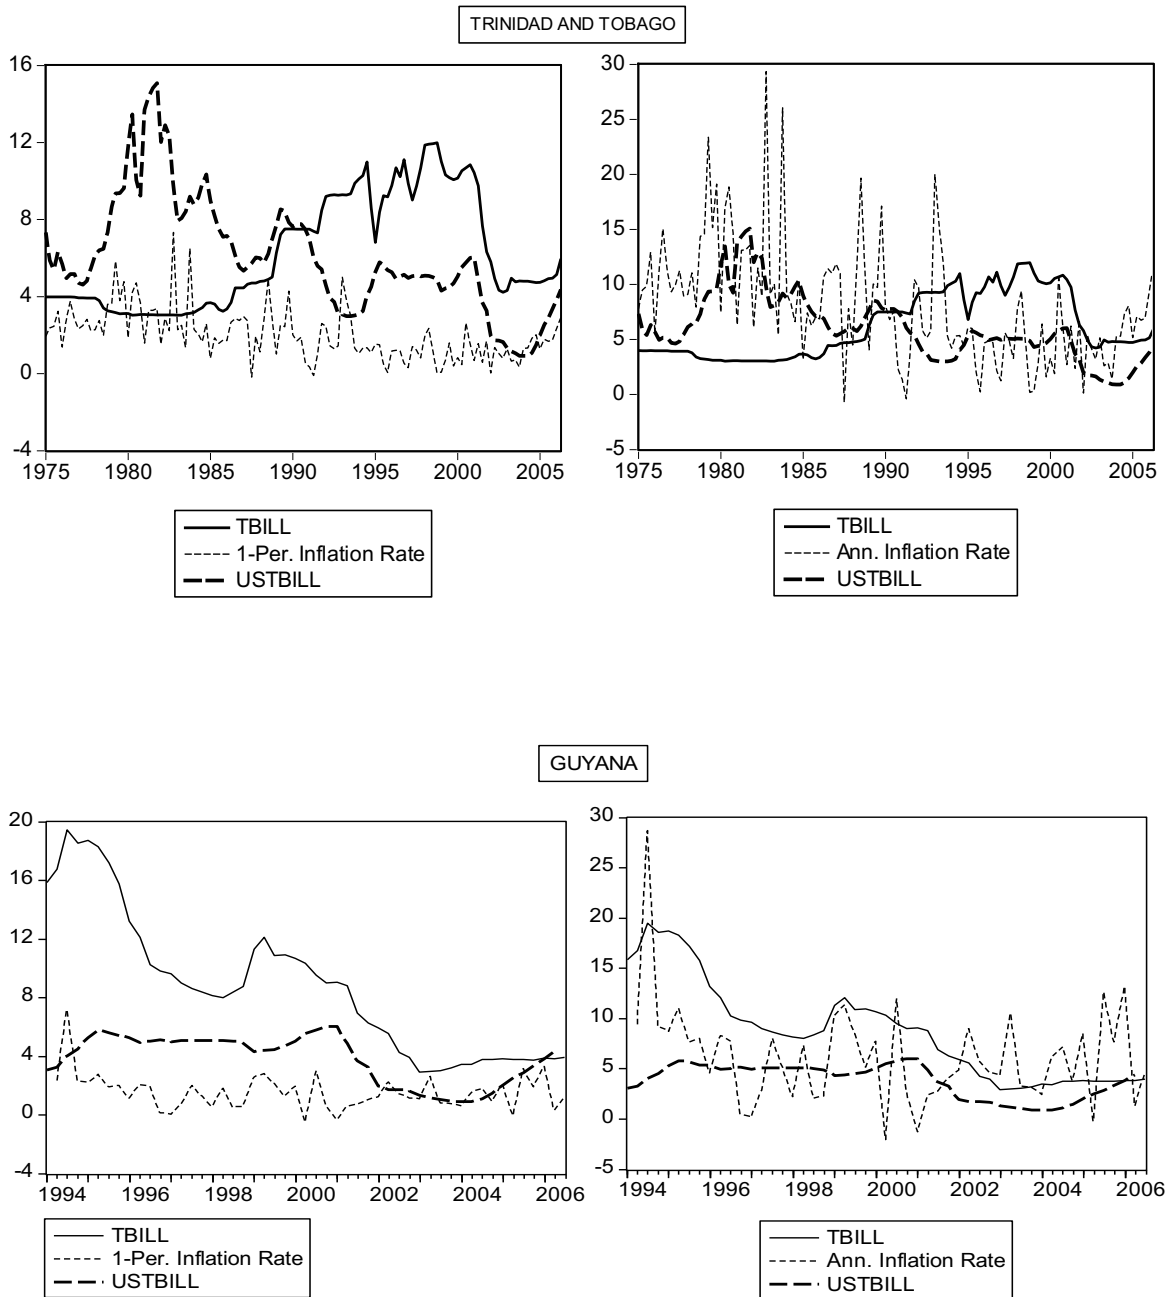 TRINIDAD AND TOBAGO
16
12
8
4
0
-4
1975 1980 1985 1990 1995 2000 2005
TBILL
1-Per. Inflation Rate
USTBILL
30
25
20
15
10
5
0
-5
1975 1980 1985 1990 1995 2000 2005
TBILL
Ann. Inflation Rate
USTBILL
GUYANA
20
16
12
8
4
0
-4
1994 1996 1998 2000 2002 2004 2006
TBILL
1-Per. Inflation Rate
USTBILL
30
25
20
15
10
5
0
-5
1994 1996 1998 2000 2002 2004 2006
TBILL
Ann. Inflation Rate
USTBILL